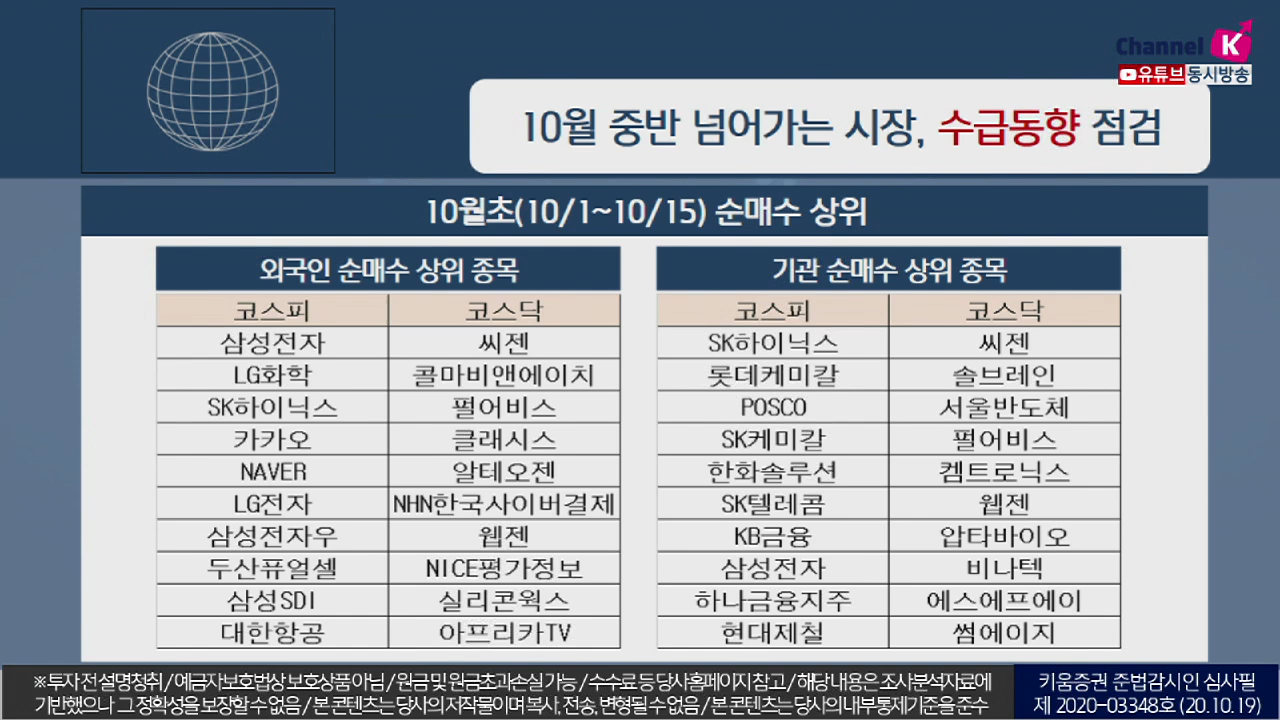 Channel K
유튜브동시방송
10월 중반 넘어가는 시장, 수급동향 점검
10월초(10/1~10/15) 순매수 상위
외국인 순매수 상위 종목 기관 순매수 상위 종목
코스피 코스닥 코스피 코스닥
삼성전자 씨젠 SK하이닉스 씨젠
LG화학 콜마비앤에이치 롯데케미칼 솔브레인
SK하이닉스 펄어비스 POSCO 서울반도체
카카오 클래시스 SK케미칼 펄어비스
NAVER 알테오젠 한화솔루션 켐트로닉스
LG전자 NHN한국사이버결제 SK텔레콤 웹젠
삼성전자우 웹젠 KB금융 압타바이오
두산퓨얼셀 NICE평가정보 삼성전자 비나텍
삼성SDI 실리콘웍스 하나금융지주 에스에프에이
대한항공 아프리카TV 현대제철 썸에이지
※ 투자 전 설명청취 / 예금자보호법상 보호상품 아님 / 원금 및 원금초과손실 가능 / 수수료 등 당사홈페이지 참고 / 해당 내용은 조사분석자료에
기반했으나 그 정확성을 보장할 수 없음 / 본 콘텐츠는 당사의 저작물이며 복사, 전송, 변형될 수 없음 / 본 콘텐츠는 당사의 내부통제기준을 준수
키움증권 준법감시인 심사필
제 2020-03348호 (20.10.19)